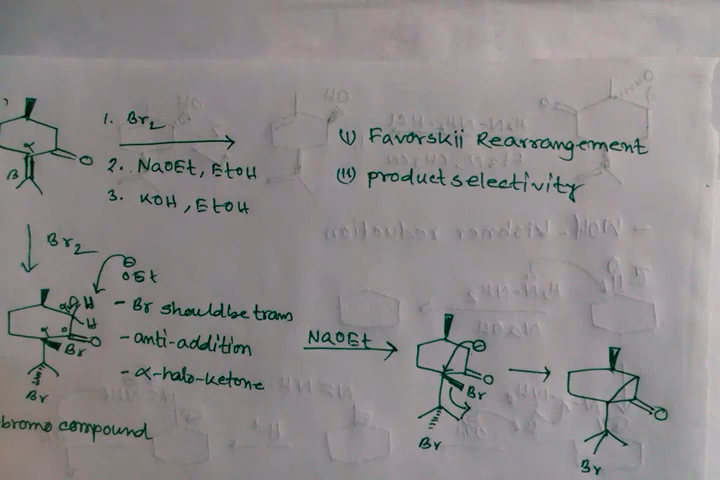 1. Br2
2. NaOEt, EtOH
3. KOH, EtOH
(i) Favorskii Rearrangement
(ii) product selectivity
α
β
O
Br2
⊖
OEt
α H
H
α
O
Br
Br
- Br should be trans
- anti-addition
- α-halo-ketone
NaOEt
⊖
O
Br
Br
O
Br
bromo compound